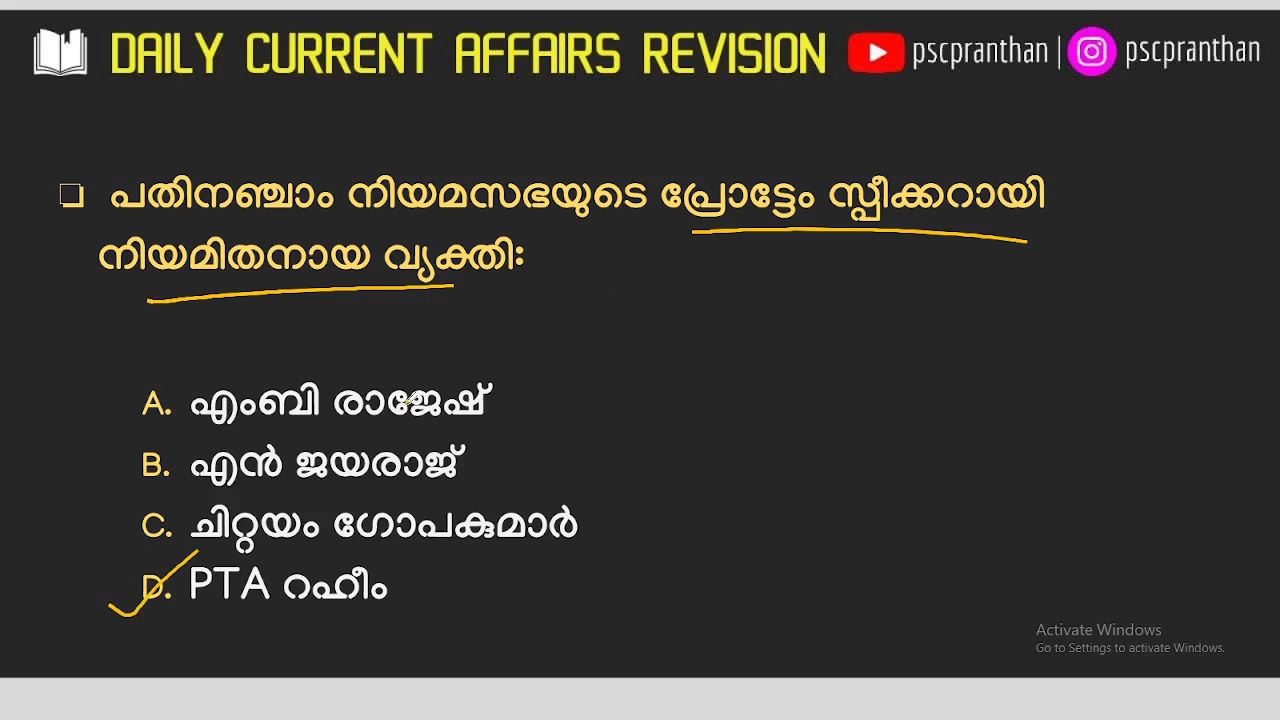 DAILY CURRENT AFFAIRS REVISION pscpranthan | pscpranthan
❑ പതിനഞ്ചാം നിയമസഭയുടെ പ്രോട്ടേം സ്പീക്കറായി
നിയമിതനായ വ്യക്തി:
A. എംബി രാജേഷ്
B. എൻ ജയരാജ്
C. ചിറ്റയം ഗോപകുമാർ
D. PTA റഹീം
Activate Windows
Go to Settings to activate Windows.